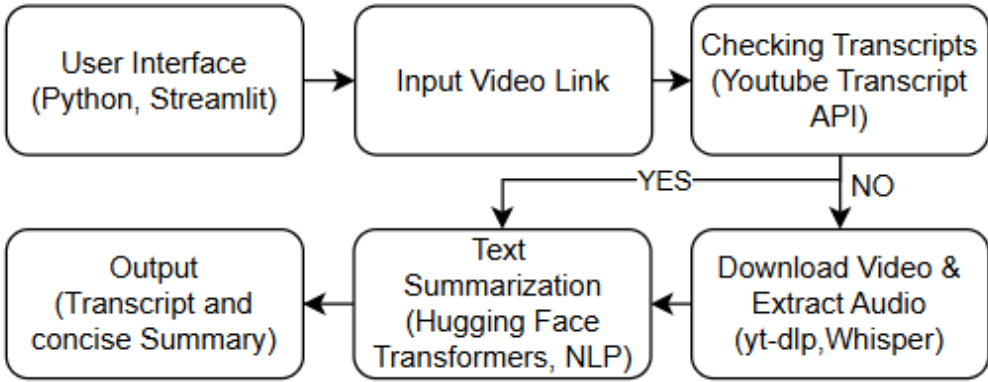 User Interface
(Python, Streamlit)
Input Video Link
Checking Transcripts
(Youtube Transcript
API)
YES
NO
Output
(Transcript and
concise Summary)
Text
Summarization
(Hugging Face
Transformers, NLP)
Download Video &
Extract Audio
(yt-dlp,Whisper)